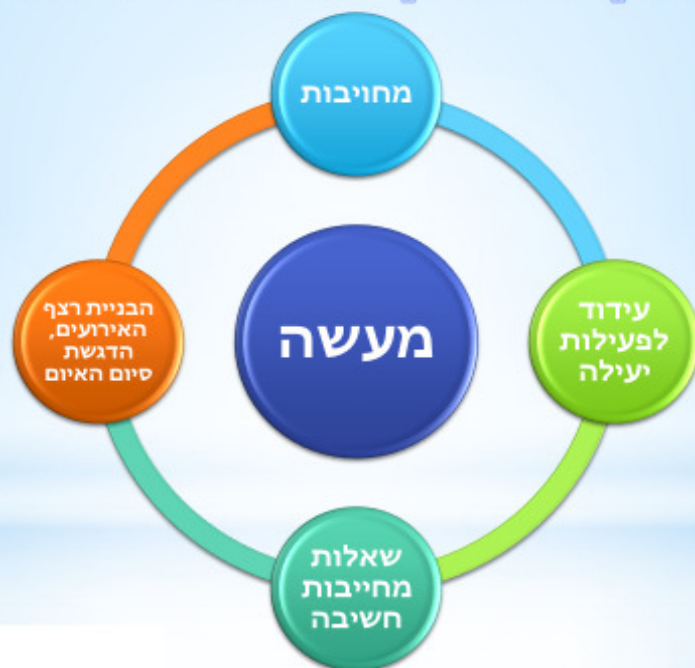 מחויבות
עידוד
לפעילות
יעילה
שאלות
מחייבות
חשיבה
הבניית רצף
האירועים,
הדגשת
סיום האיום
מעשה